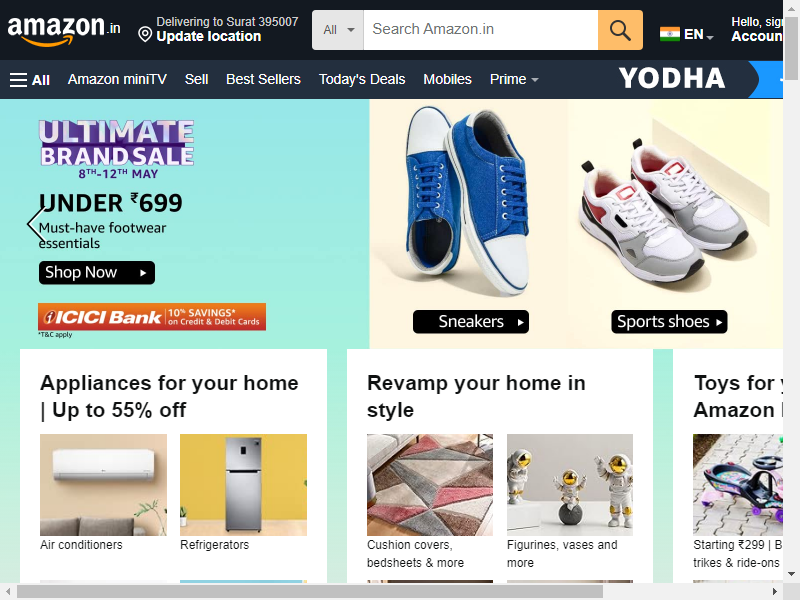 amazon.in
Delivering to Surat 395007
Update location
All
Search Amazon.in
EN
Hello, sign
Accoun
All
Amazon miniTV
Sell
Best Sellers
Today's Deals
Mobiles
Prime
YODHA
ULTIMATE
BRAND SALE
8TH-12TH MAY
UNDER ₹699
Must-have footwear
essentials
Shop Now
ICICI Bank
10% SAVINGS*
on Credit & Debit Cards
*T&C apply
Sneakers
Sports shoes
Appliances for your home
| Up to 55% off
Air conditioners
Refrigerators
Revamp your home in
style
Cushion covers,
bedsheets & more
Figurines, vases and
more
Toys for
Amazon
Starting ₹299 | B
trikes & ride-ons